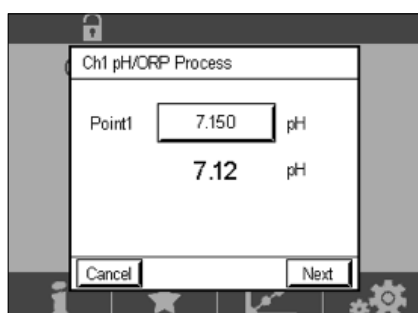 Ch1 pH/ORP Process
Point1 7.150 pH
7.12 pH
Cancel Next